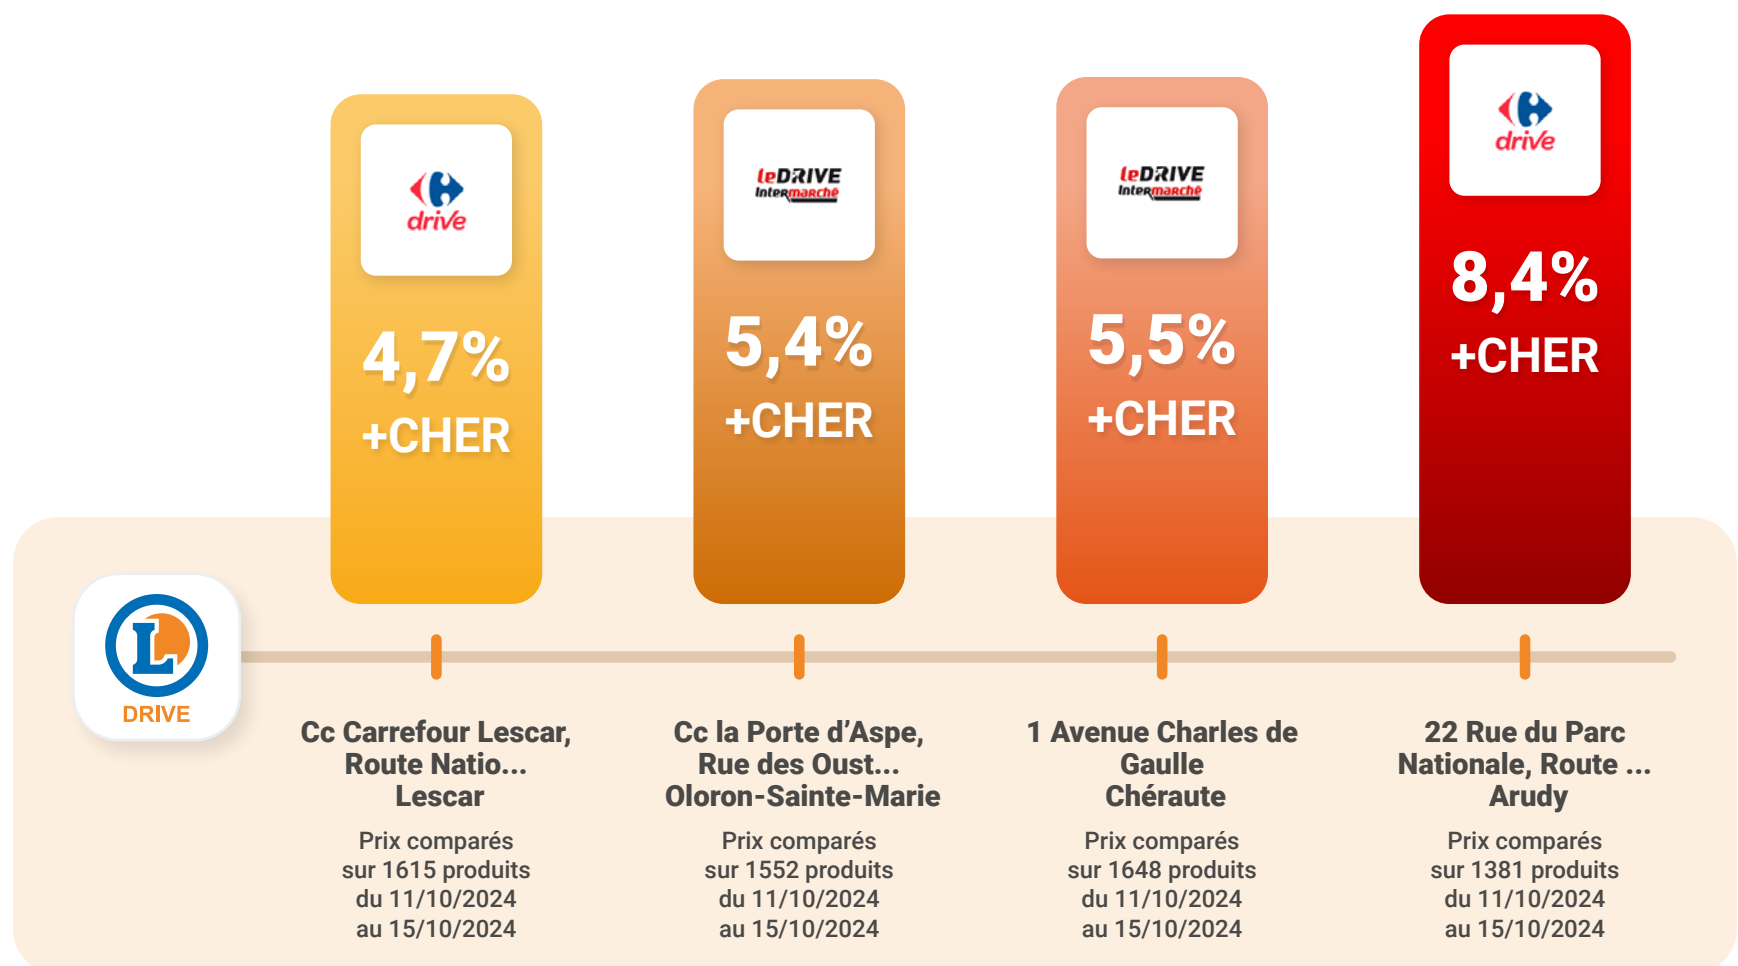 drive
4,7%
+CHER
leDRIVE
Intermarché
5,4%
+CHER
leDRIVE
Intermarché
5,5%
+CHER
drive
8,4%
+CHER
L
DRIVE
Cc Carrefour Lescar,
Route Natio...
Lescar
Prix comparés
sur 1615 produits
du 11/10/2024
au 15/10/2024
Cc la Porte d’Aspe,
Rue des Oust...
Oloron-Sainte-Marie
Prix comparés
sur 1552 produits
du 11/10/2024
au 15/10/2024
1 Avenue Charles de
Gaulle
Chéraute
Prix comparés
sur 1648 produits
du 11/10/2024
au 15/10/2024
22 Rue du Parc
Nationale, Route ...
Arudy
Prix comparés
sur 1381 produits
du 11/10/2024
au 15/10/2024